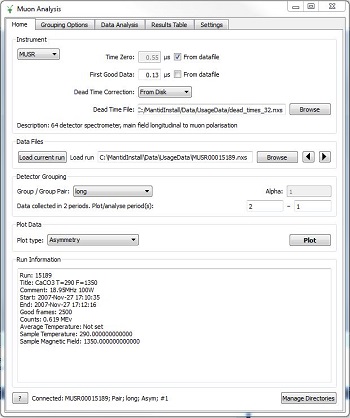 Muon Analysis
Home Grouping Options Data Analysis Results Table Settings
Instrument
MUSR Time Zero: 0.55 µs From datafile
First Good Data: 0.13 µs From datafile
Dead Time Correction: From Disk
Dead Time File: C:/MantidInstall/Data/UsageData/dead_times_32.nxs Browse
Description: 64 detector spectrometer, main field longitudinal to muon polarisation
Data Files
Load current run Load run C:\MantidInstall\Data\UsageData\MUSR00015189.nxs Browse
Detector Grouping
Group / Group Pair: long Alpha: 1
Data collected in 2 periods. Plot/analyse period(s): 2 - 1
Plot Data
Plot type: Asymmetry Plot
Run Information
Run: 15189
Title: CaCO3 T=290 F=1350
Comment: 18.95MHz 100W
Start: 2007-Nov-27 17:10:35
End: 2007-Nov-27 17:12:16
Good frames: 2500
Counts: 0.619 MEv
Average Temperature: Not set
Sample Temperature: 290.000000000000
Sample Magnetic Field: 1350.000000000000
? Connected: MUSR00015189; Pair; long; Asym; #1 Manage Directories